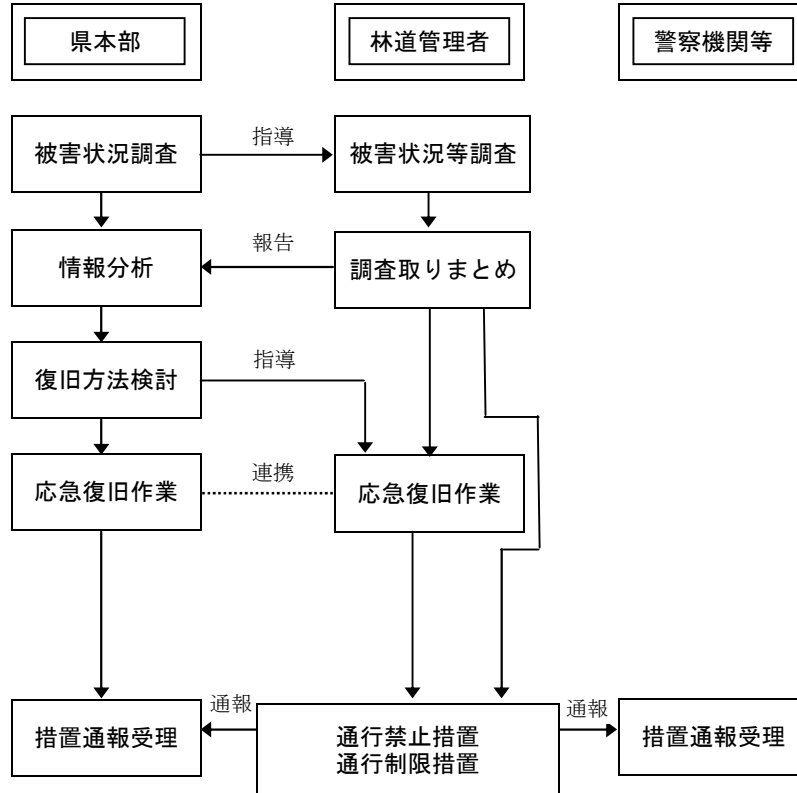 県本部
林道管理者
警察機関等
被害状況調査
指導
被害状況等調査
情報分析
報告
調査取りまとめ
復旧方法検討
指導
応急復旧作業
連携
応急復旧作業
措置通報受理
通報
通行禁止措置
通行制限措置
通報
措置通報受理